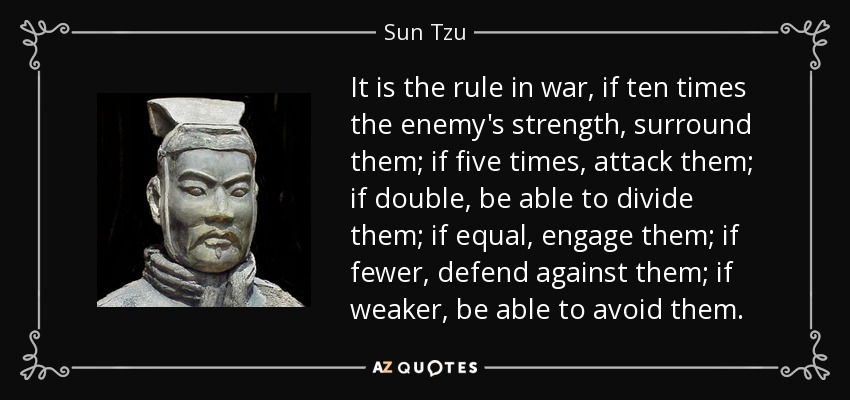 Sun Tzu
It is the rule in war, if ten times
the enemy's strength, surround
them; if five times, attack them;
if double, be able to divide
them; if equal, engage them; if
fewer, defend against them; if
weaker, be able to avoid them.
AZ QUOTES